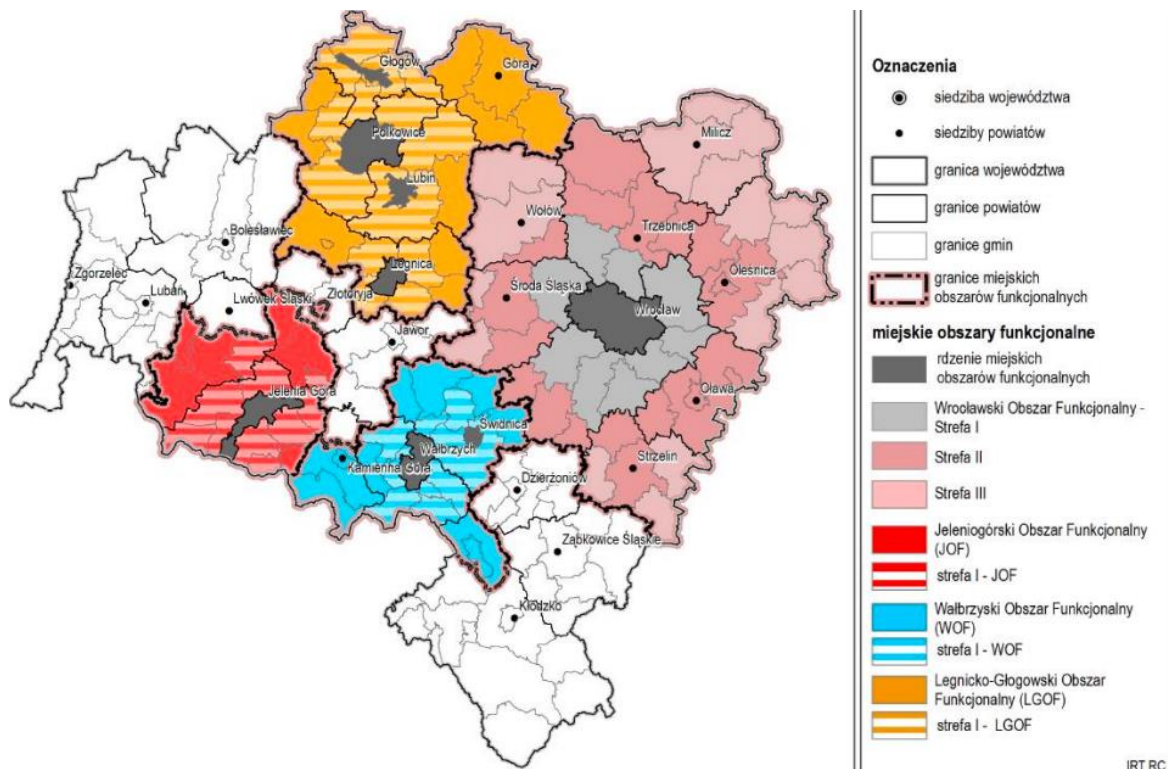 Głogów
Góra
Polkowice
Milicz
Lubin
Wołów
Trzebnica
Bolesławiec
Legnica
Oleśnica
Zgorzelec
Środa Śląska
Lubań
Złotoryja
Lwówek Śląski
Wrocław
Jawor
Jelenia Góra
Oława
Świdnica
Wałbrzych
Kamienna Góra
Strzelin
Dzierżoniów
Ząbkowice Śląskie
Kłodzko
Oznaczenia
siedziba województwa
siedziby powiatów
granica województwa
granice powiatów
granice gmin
granice miejskich
obszarów funkcjonalnych
miejskie obszary funkcjonalne
rdzenie miejskich
obszarów funkcjonalnych
Wrocławski Obszar Funkcjonalny -
Strefa I
Strefa II
Strefa III
Jeleniogórski Obszar Funkcjonalny
(JOF)
strefa I - JOF
Wałbrzyski Obszar Funkcjonalny
(WOF)
strefa I - WOF
Legnicko-Głogowski Obszar
Funkcjonalny (LGOF)
strefa I - LGOF
IRT RC